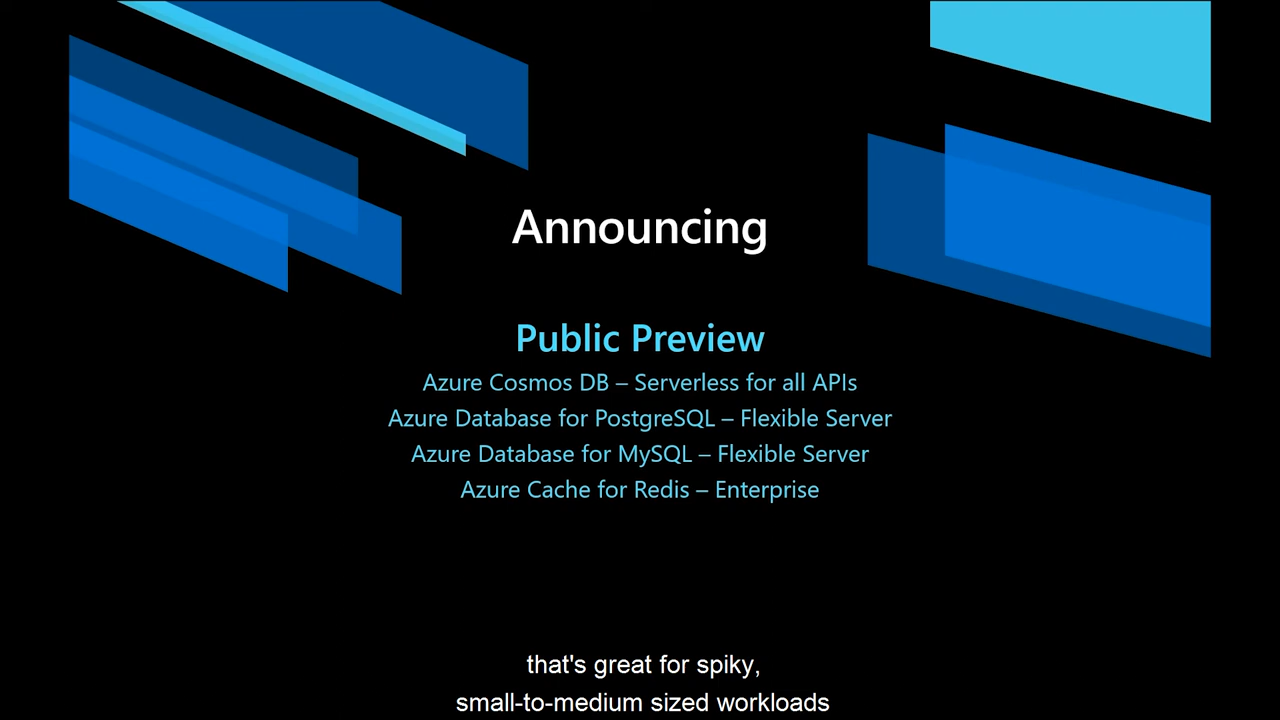 Announcing
Public Preview
Azure Cosmos DB – Serverless for all APIs
Azure Database for PostgreSQL – Flexible Server
Azure Database for MySQL – Flexible Server
Azure Cache for Redis – Enterprise
that's great for spiky,
small-to-medium sized workloads